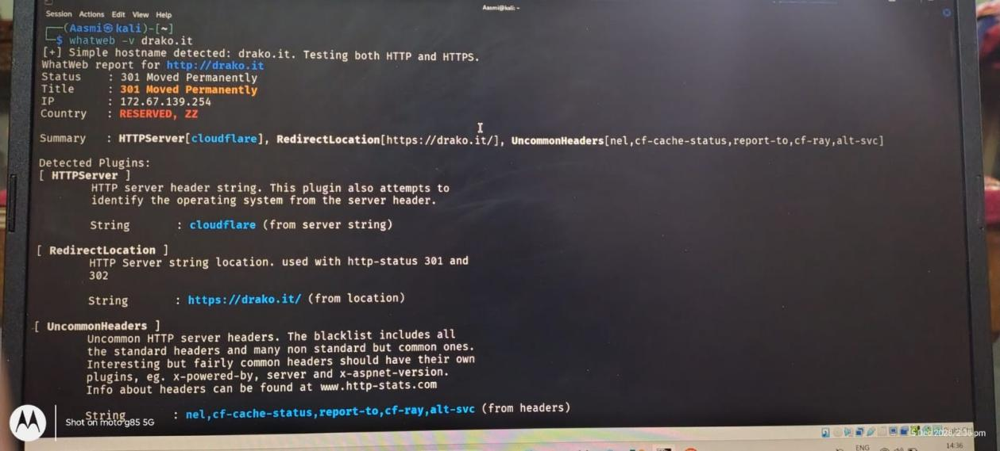 Aasmi@kali: ~
Session Actions Edit View Help
┌──(Aasmi㉿kali)-[~]
└─$ whatweb -v drako.it
[+] Simple hostname detected: drako.it. Testing both HTTP and HTTPS.
WhatWeb report for http://drako.it
Status : 301 Moved Permanently
Title : 301 Moved Permanently
IP : 172.67.139.254
Country : RESERVED, ZZ
Summary : HTTPServer[cloudflare], RedirectLocation[https://drako.it/], UncommonHeaders[nel,cf-cache-status,report-to,cf-ray,alt-svc]
Detected Plugins:
[ HTTPServer ]
HTTP server header string. This plugin also attempts to
identify the operating system from the server header.
String : cloudflare (from server string)
[ RedirectLocation ]
HTTP Server string location. used with http-status 301 and
302
String : https://drako.it/ (from location)
[ UncommonHeaders ]
Uncommon HTTP server headers. The blacklist includes all
the standard headers and many non standard but common ones.
Interesting but fairly common headers should have their own
plugins, eg. x-powered-by, server and x-aspnet-version.
Info about headers can be found at www.http-stats.com
String : nel,cf-cache-status,report-to,cf-ray,alt-svc (from headers)
Shot on moto g85 5G
ENG
14:36